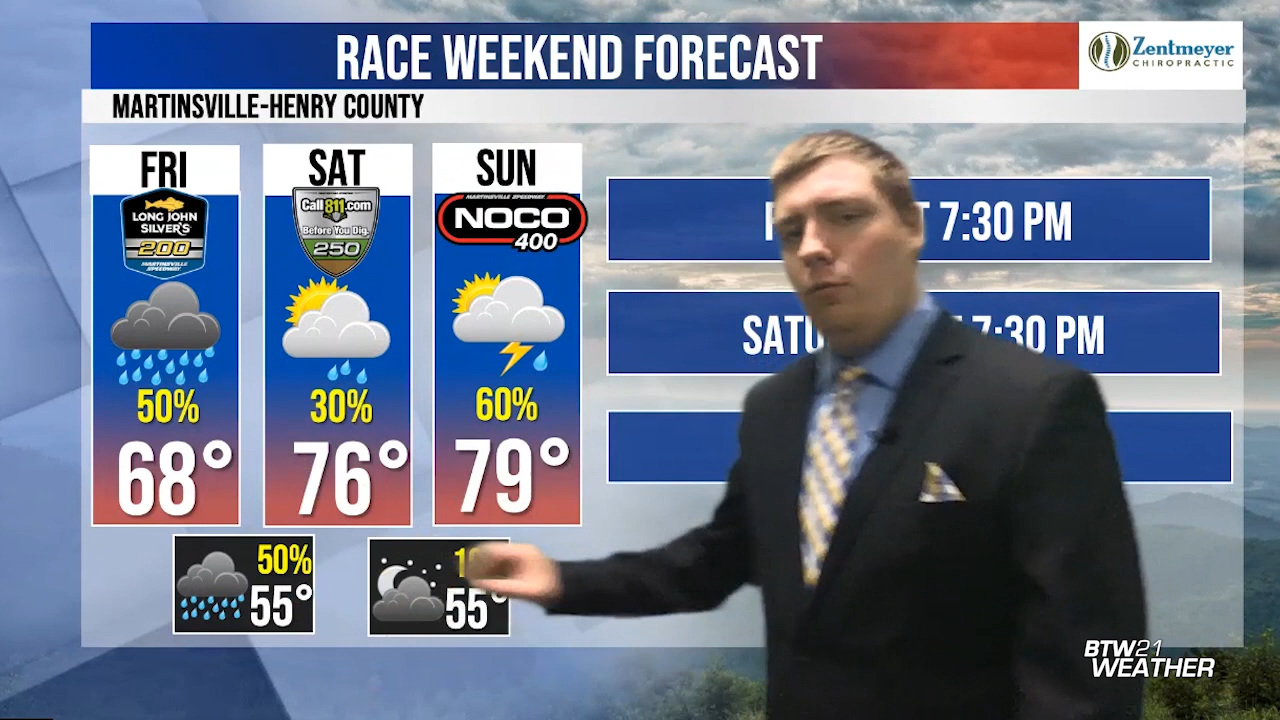 RACE WEEKEND FORECAST
Zentmeyer
CHIROPRACTIC
MARTINSVILLE-HENRY COUNTY
FRI
LONG JOHN
SILVER'S
200
MARTINSVILLE
SPEEDWAY
50%
68°
SAT
Call811.com
Before You Dig.
250
30%
76°
SUN
MARTINSVILLE SPEEDWAY
NOCO
400
60%
79°
7:30 PM
7:30 PM
50%
55°
55°
BTW21
WEATHER